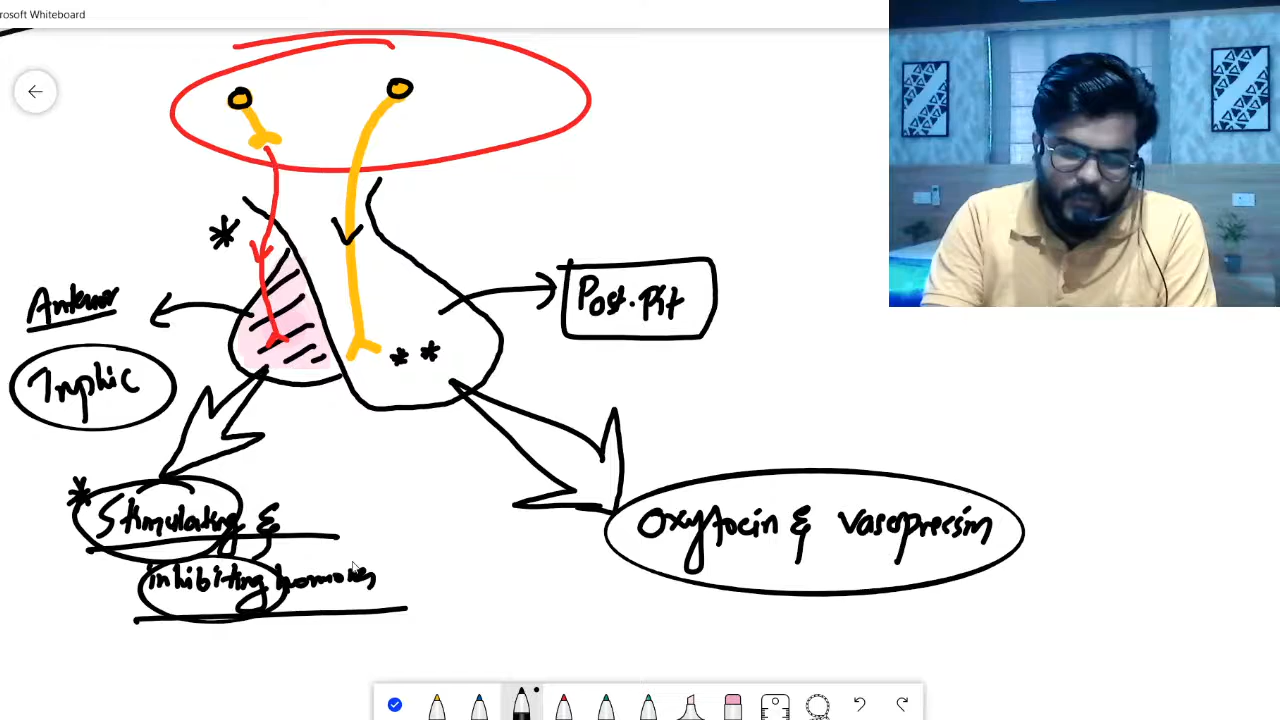 rosoft Whiteboard
Anterior
Post. Pit
Trophic
Stimulating &
inhibiting hormones
Oxytocin & vasopressin